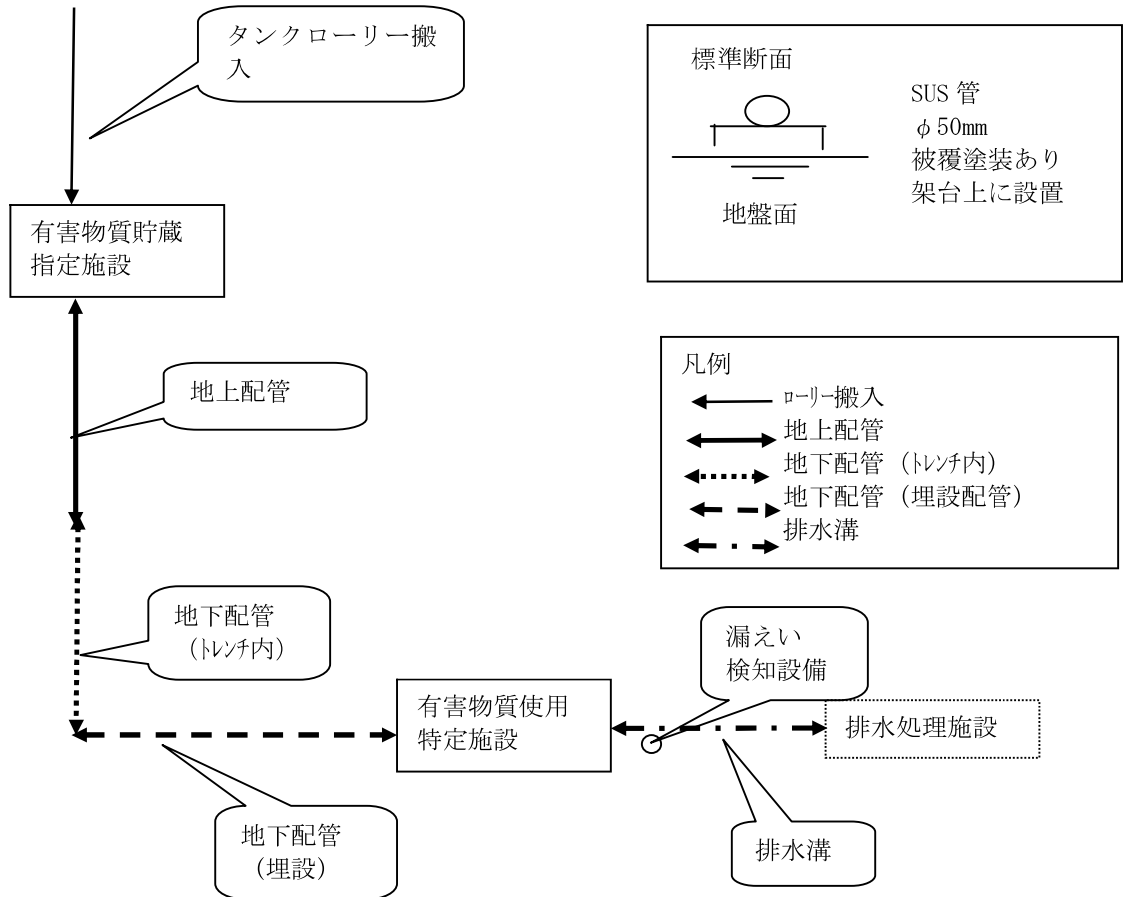 タンクローリー搬
入
標準断面
SUS 管
φ50mm
被覆塗装あり
架台上に設置
地盤面
有害物質貯蔵
指定施設
地上配管
凡例
ﾛｰﾘｰ搬入
地上配管
地下配管（ﾄﾚﾝﾁ内）
地下配管（埋設配管）
排水溝
地下配管
（ﾄﾚﾝﾁ内）
漏えい
検知設備
有害物質使用
特定施設
排水処理施設
地下配管
（埋設）
排水溝